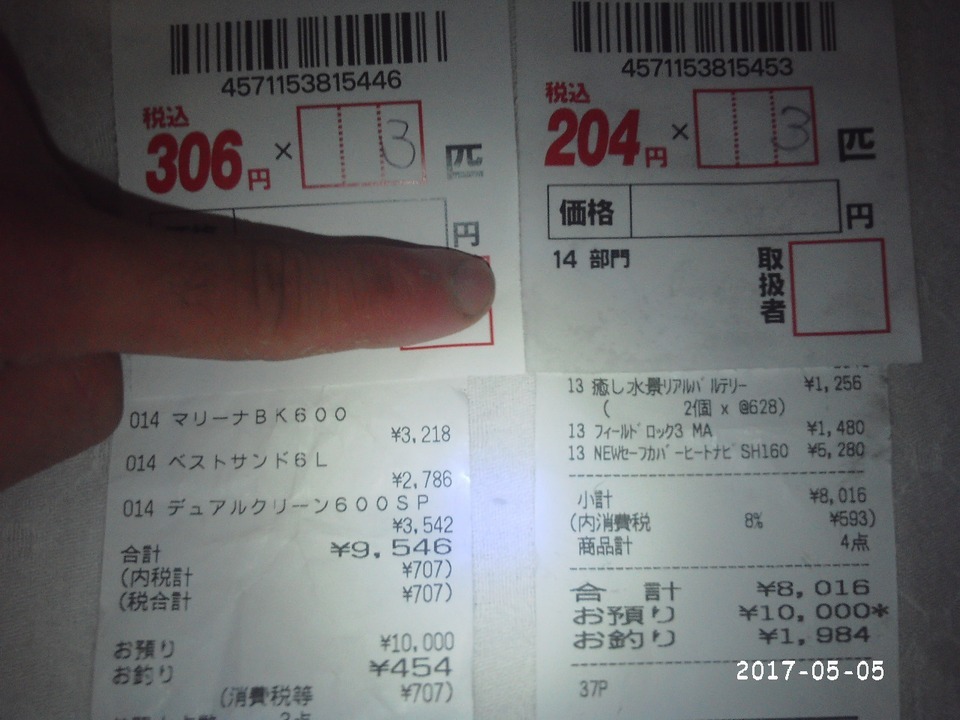 4571153815446
税込
306円 × 3 匹
円
4571153815453
税込
204円 × 3 匹
価格 円
14 部門
取扱者
014 マリーナBK600
¥3,218
014 ベストサンド6L
¥2,786
014 デュアルクリーン600SP
¥3,542
合計 ¥9,546
(内税計 ¥707)
(税合計 ¥707)
お預り ¥10,000
お釣り ¥454
(消費税等 ¥707)
13 癒し水景リアルバルテリー ¥1,256
( 2個 x @628)
13 フィールドロック3 MA ¥1,480
13 NEWセーフカバーヒートナビSH160 ¥5,280
小計 ¥8,016
(内消費税 8% ¥593)
商品計 4点
合 計 ¥8,016
お預り ¥10,000*
お釣り ¥1,984
37P
2017-05-05